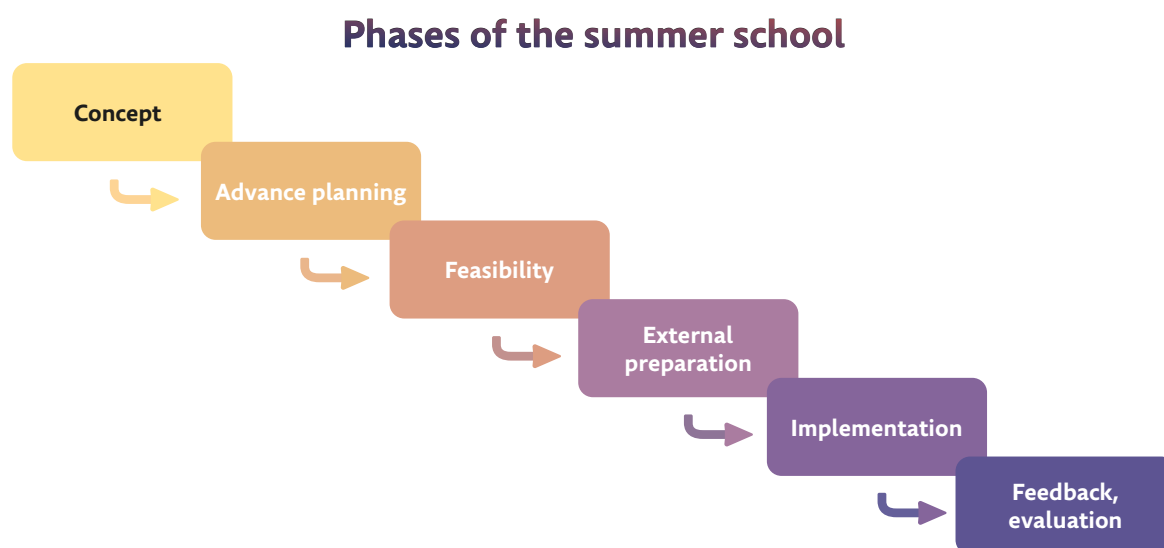 Phases of the summer school
Concept
Advance planning
Feasibility
External
preparation
Implementation
Feedback,
evaluation